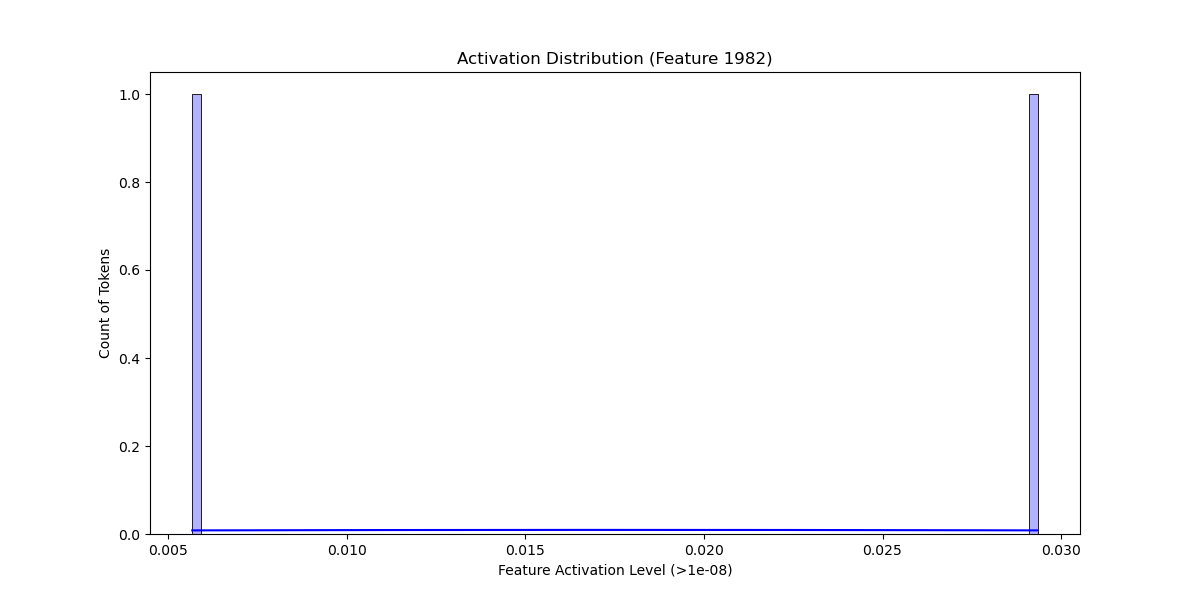 Activation Distribution (Feature 1982)
1.0
0.8
0.6
0.4
0.2
0.0
Count of Tokens
0.005 0.010 0.015 0.020 0.025 0.030
Feature Activation Level (>1e-08)